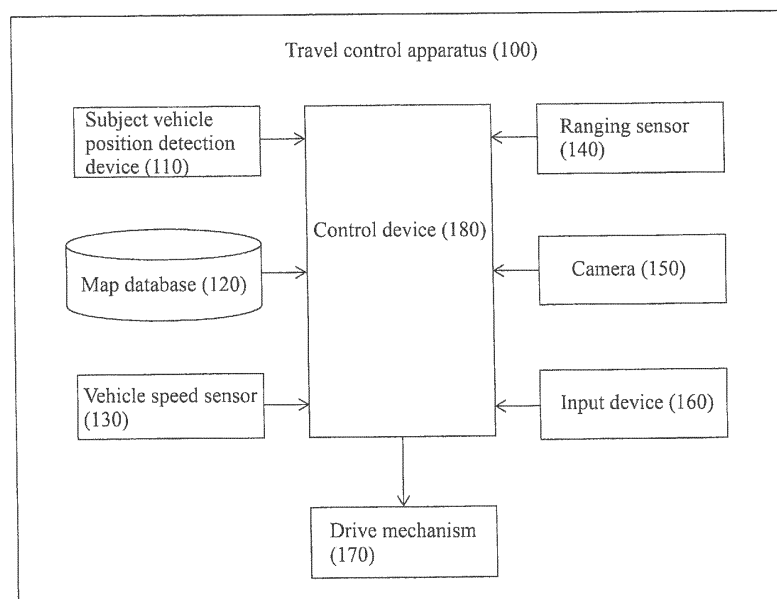 Travel control apparatus (100)
Subject vehicle
position detection
device (110)
Ranging sensor
(140)
Control device (180)
Map database (120)
Camera (150)
Vehicle speed sensor
(130)
Input device (160)
Drive mechanism
(170)